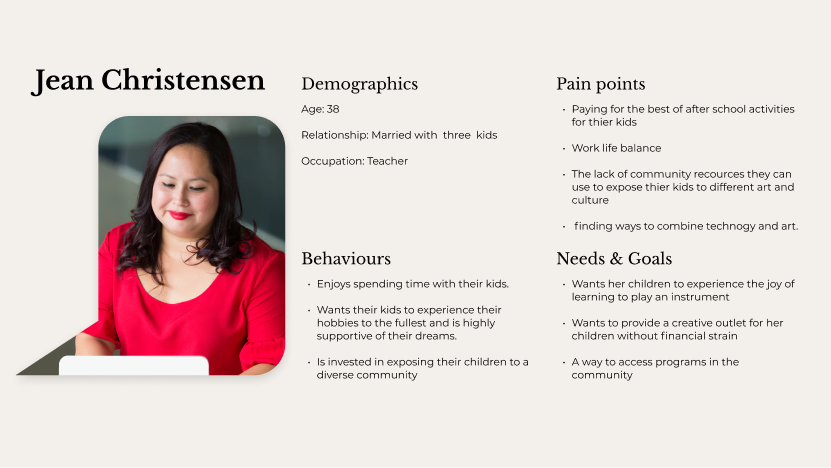 Jean Christensen
Demographics
Age: 38
Relationship: Married with three kids
Occupation: Teacher
Pain points
• Paying for the best of after school activities
for thier kids
• Work life balance
• The lack of community recources they can
use to expose thier kids to different art and
culture
• finding ways to combine technogy and art.
Behaviours
• Enjoys spending time with their kids.
• Wants their kids to experience their
hobbies to the fullest and is highly
supportive of their dreams.
• Is invested in exposing their children to a
diverse community
Needs & Goals
• Wants her children to experience the joy of
learning to play an instrument
• Wants to provide a creative outlet for her
children without financial strain
• A way to access programs in the
community